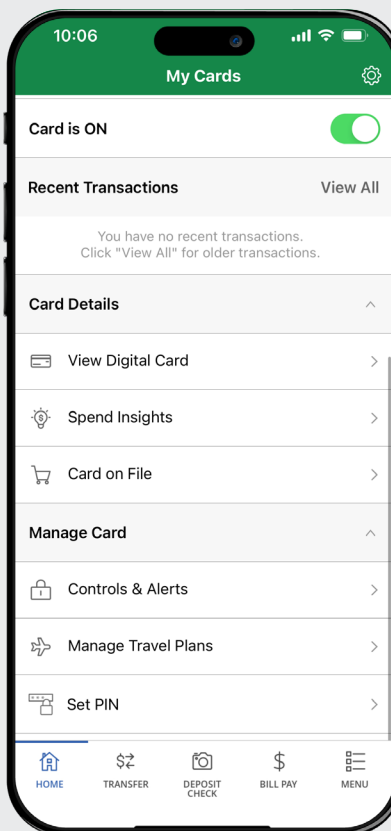 10:06
My Cards
Card is ON
Recent Transactions View All
You have no recent transactions.
Click "View All" for older transactions.
Card Details
View Digital Card
Spend Insights
Card on File
Manage Card
Controls & Alerts
Manage Travel Plans
Set PIN
HOME TRANSFER DEPOSIT CHECK BILL PAY MENU